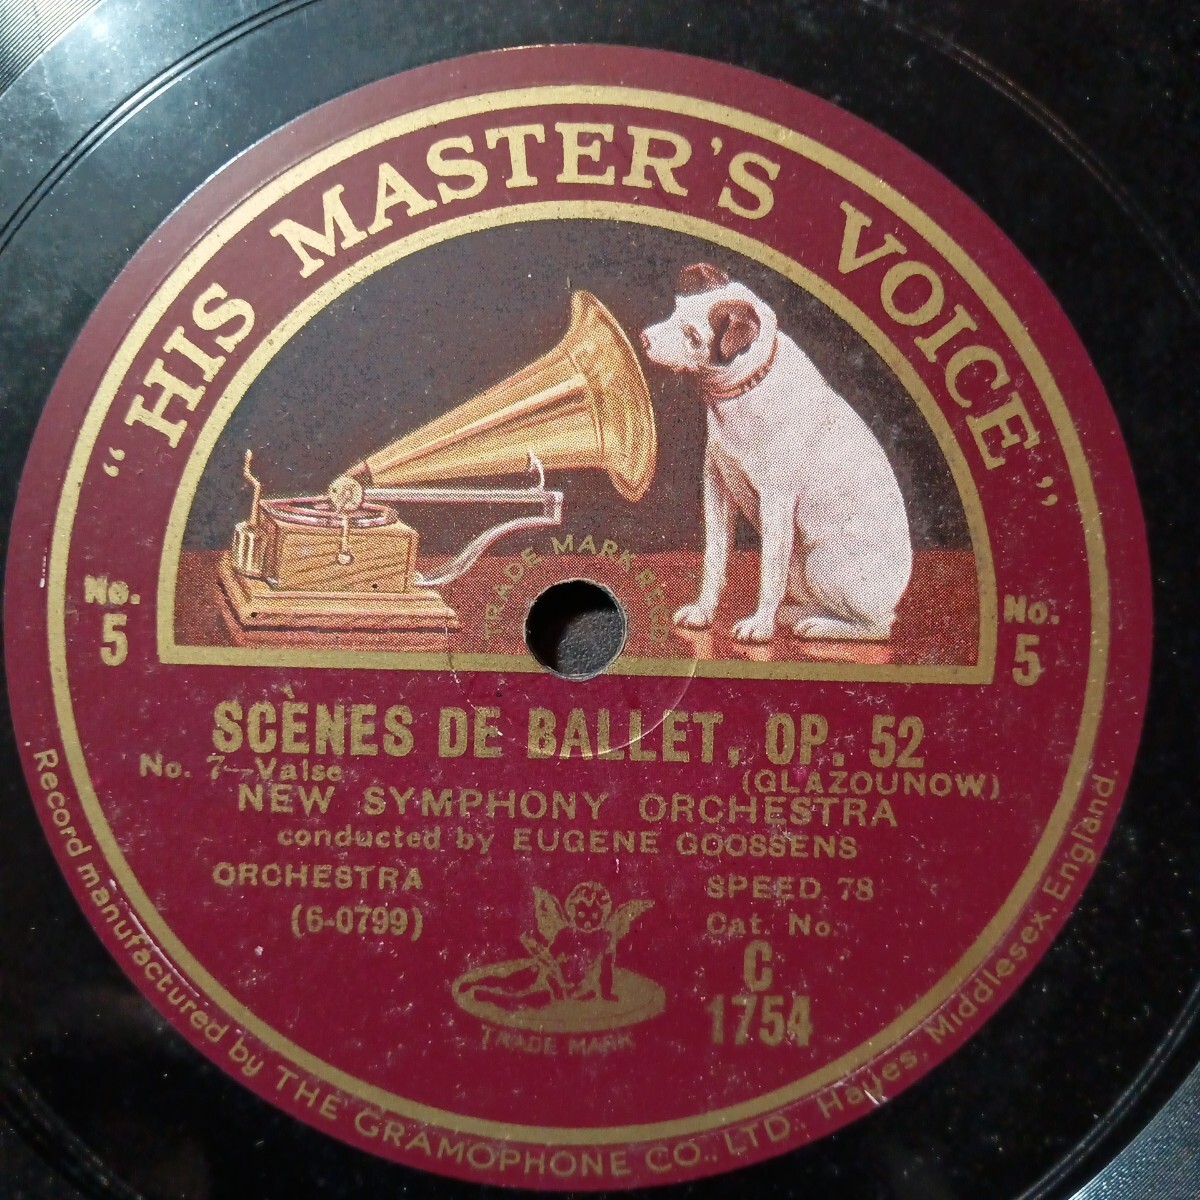 "HIS MASTER'S VOICE"
TRADE MARK REGD
No.
5
No.
5
SCÈNES DE BALLET, OP. 52
No. 7—Valse
(GLAZOUNOW)
NEW SYMPHONY ORCHESTRA
conducted by EUGENE GOOSSENS
ORCHESTRA
SPEED 78
(6-0799)
Cat. No.
C
1754
TRADE MARK
Record manufactured by THE GRAMOPHONE CO., LTD., Hayes, Middlesex, England.